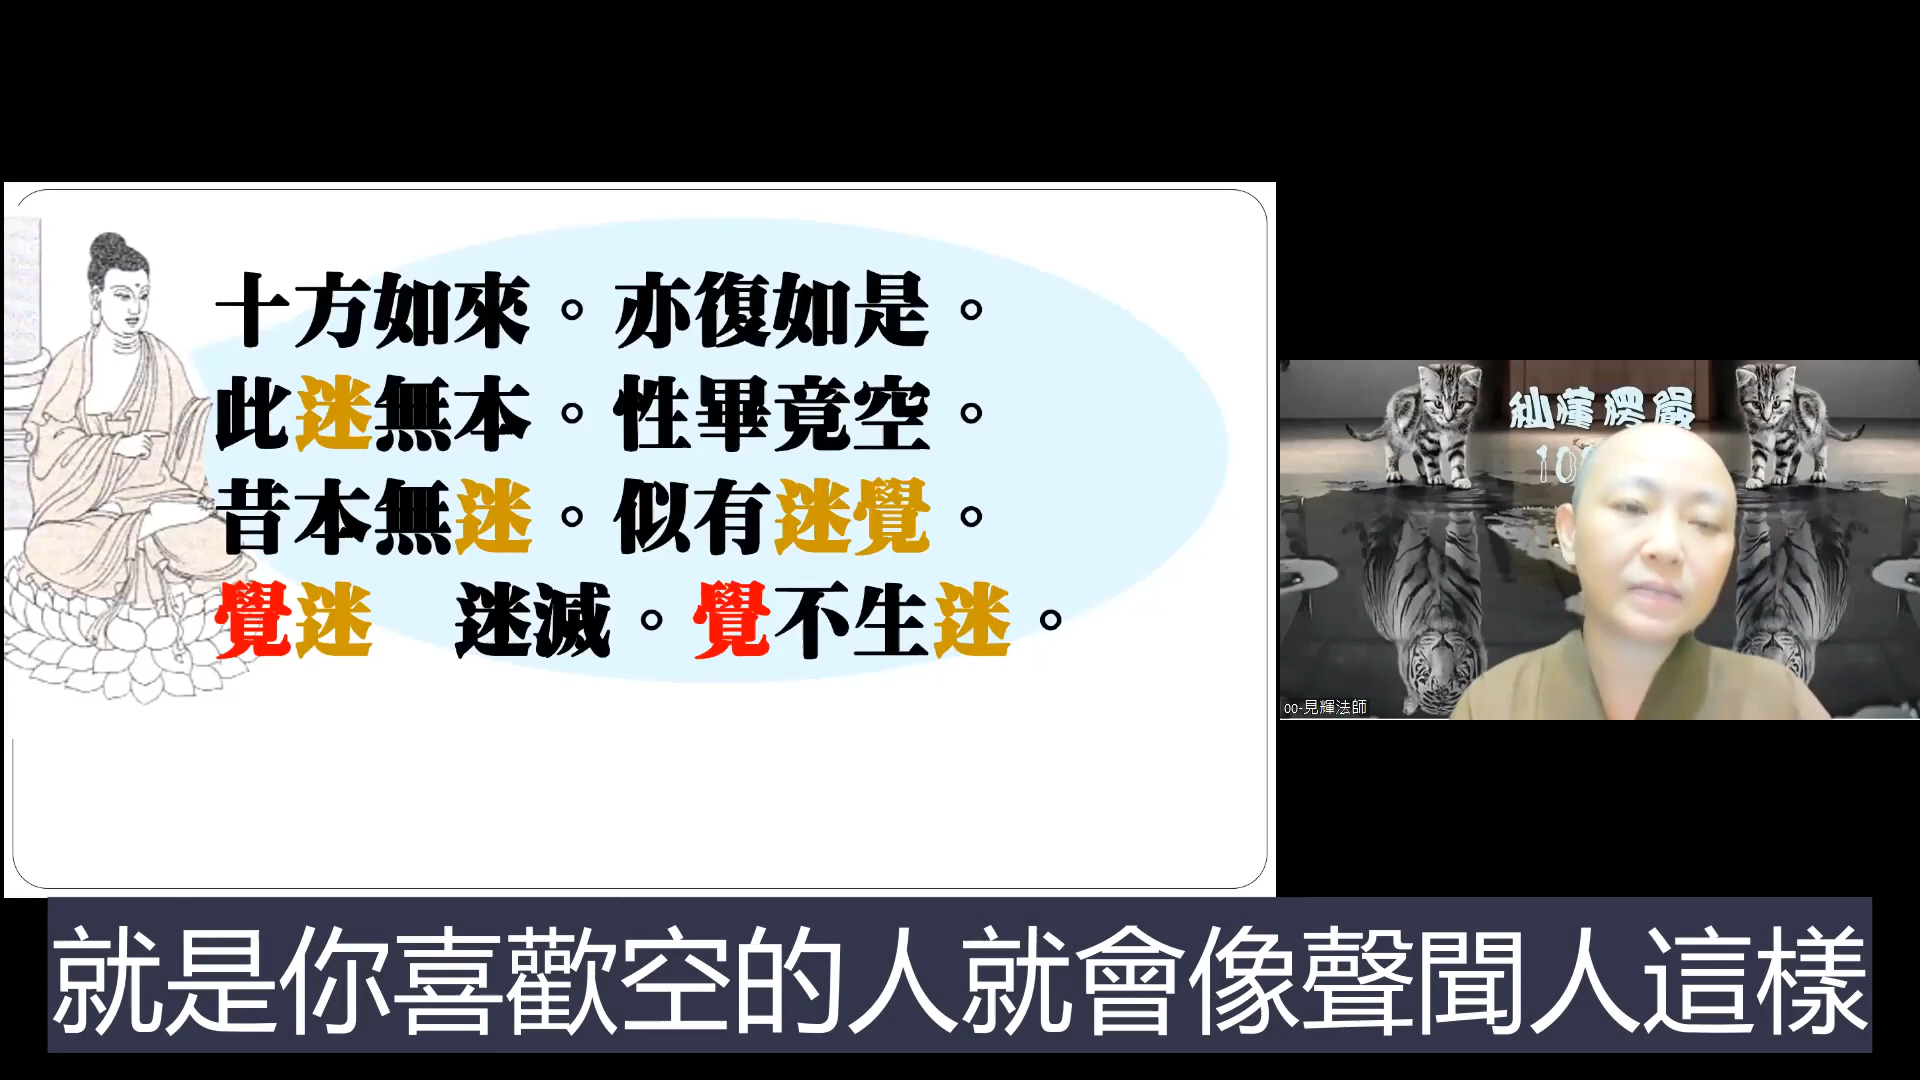 十方如來。亦復如是。
此迷無本。性畢竟空。
昔本無迷。似有迷覺。
覺迷　迷滅。覺不生迷。
楞嚴
00-見輝法師
就是你喜歡空的人就會像聲聞人這樣